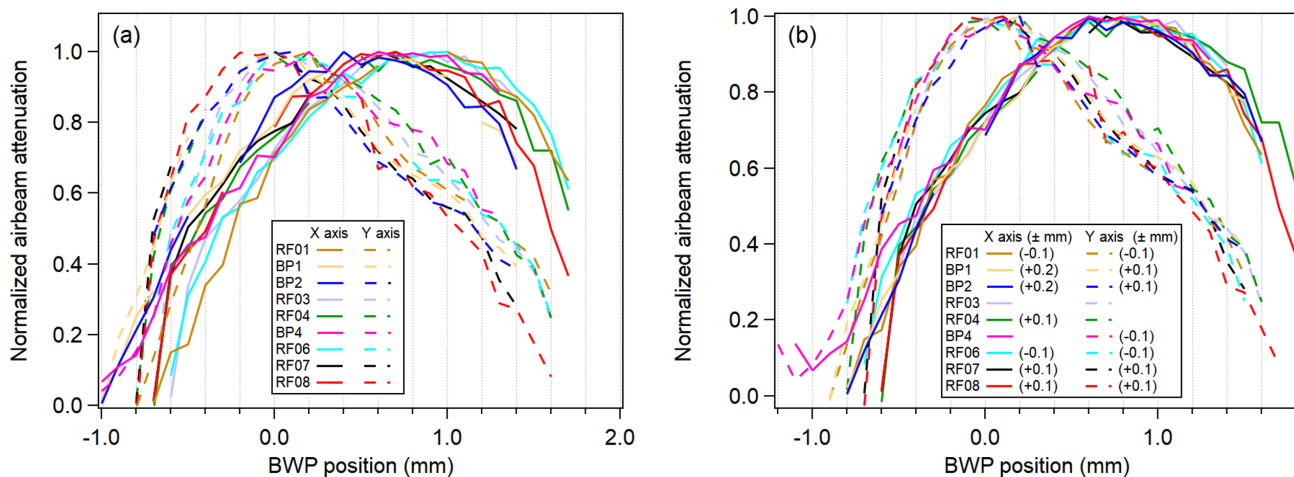 (a)
Normalized airbeam attenuation
1.0
0.8
0.6
0.4
0.2
0.0
X axis Y axis
RF01
BP1
BP2
RF03
RF04
BP4
RF06
RF07
RF08
-1.0 0.0 1.0 2.0
BWP position (mm)
(b)
Normalized airbeam attenuation
1.0
0.8
0.6
0.4
0.2
0.0
X axis (± mm) Y axis (± mm)
RF01 (-0.1) (-0.1)
BP1 (+0.2) (+0.1)
BP2 (+0.2) (+0.1)
RF03
RF04 (+0.1)
BP4 (-0.1)
RF06 (-0.1) (-0.1)
RF07 (+0.1) (+0.1)
RF08 (+0.1) (+0.1)
-1.0 0.0 1.0
BWP position (mm)